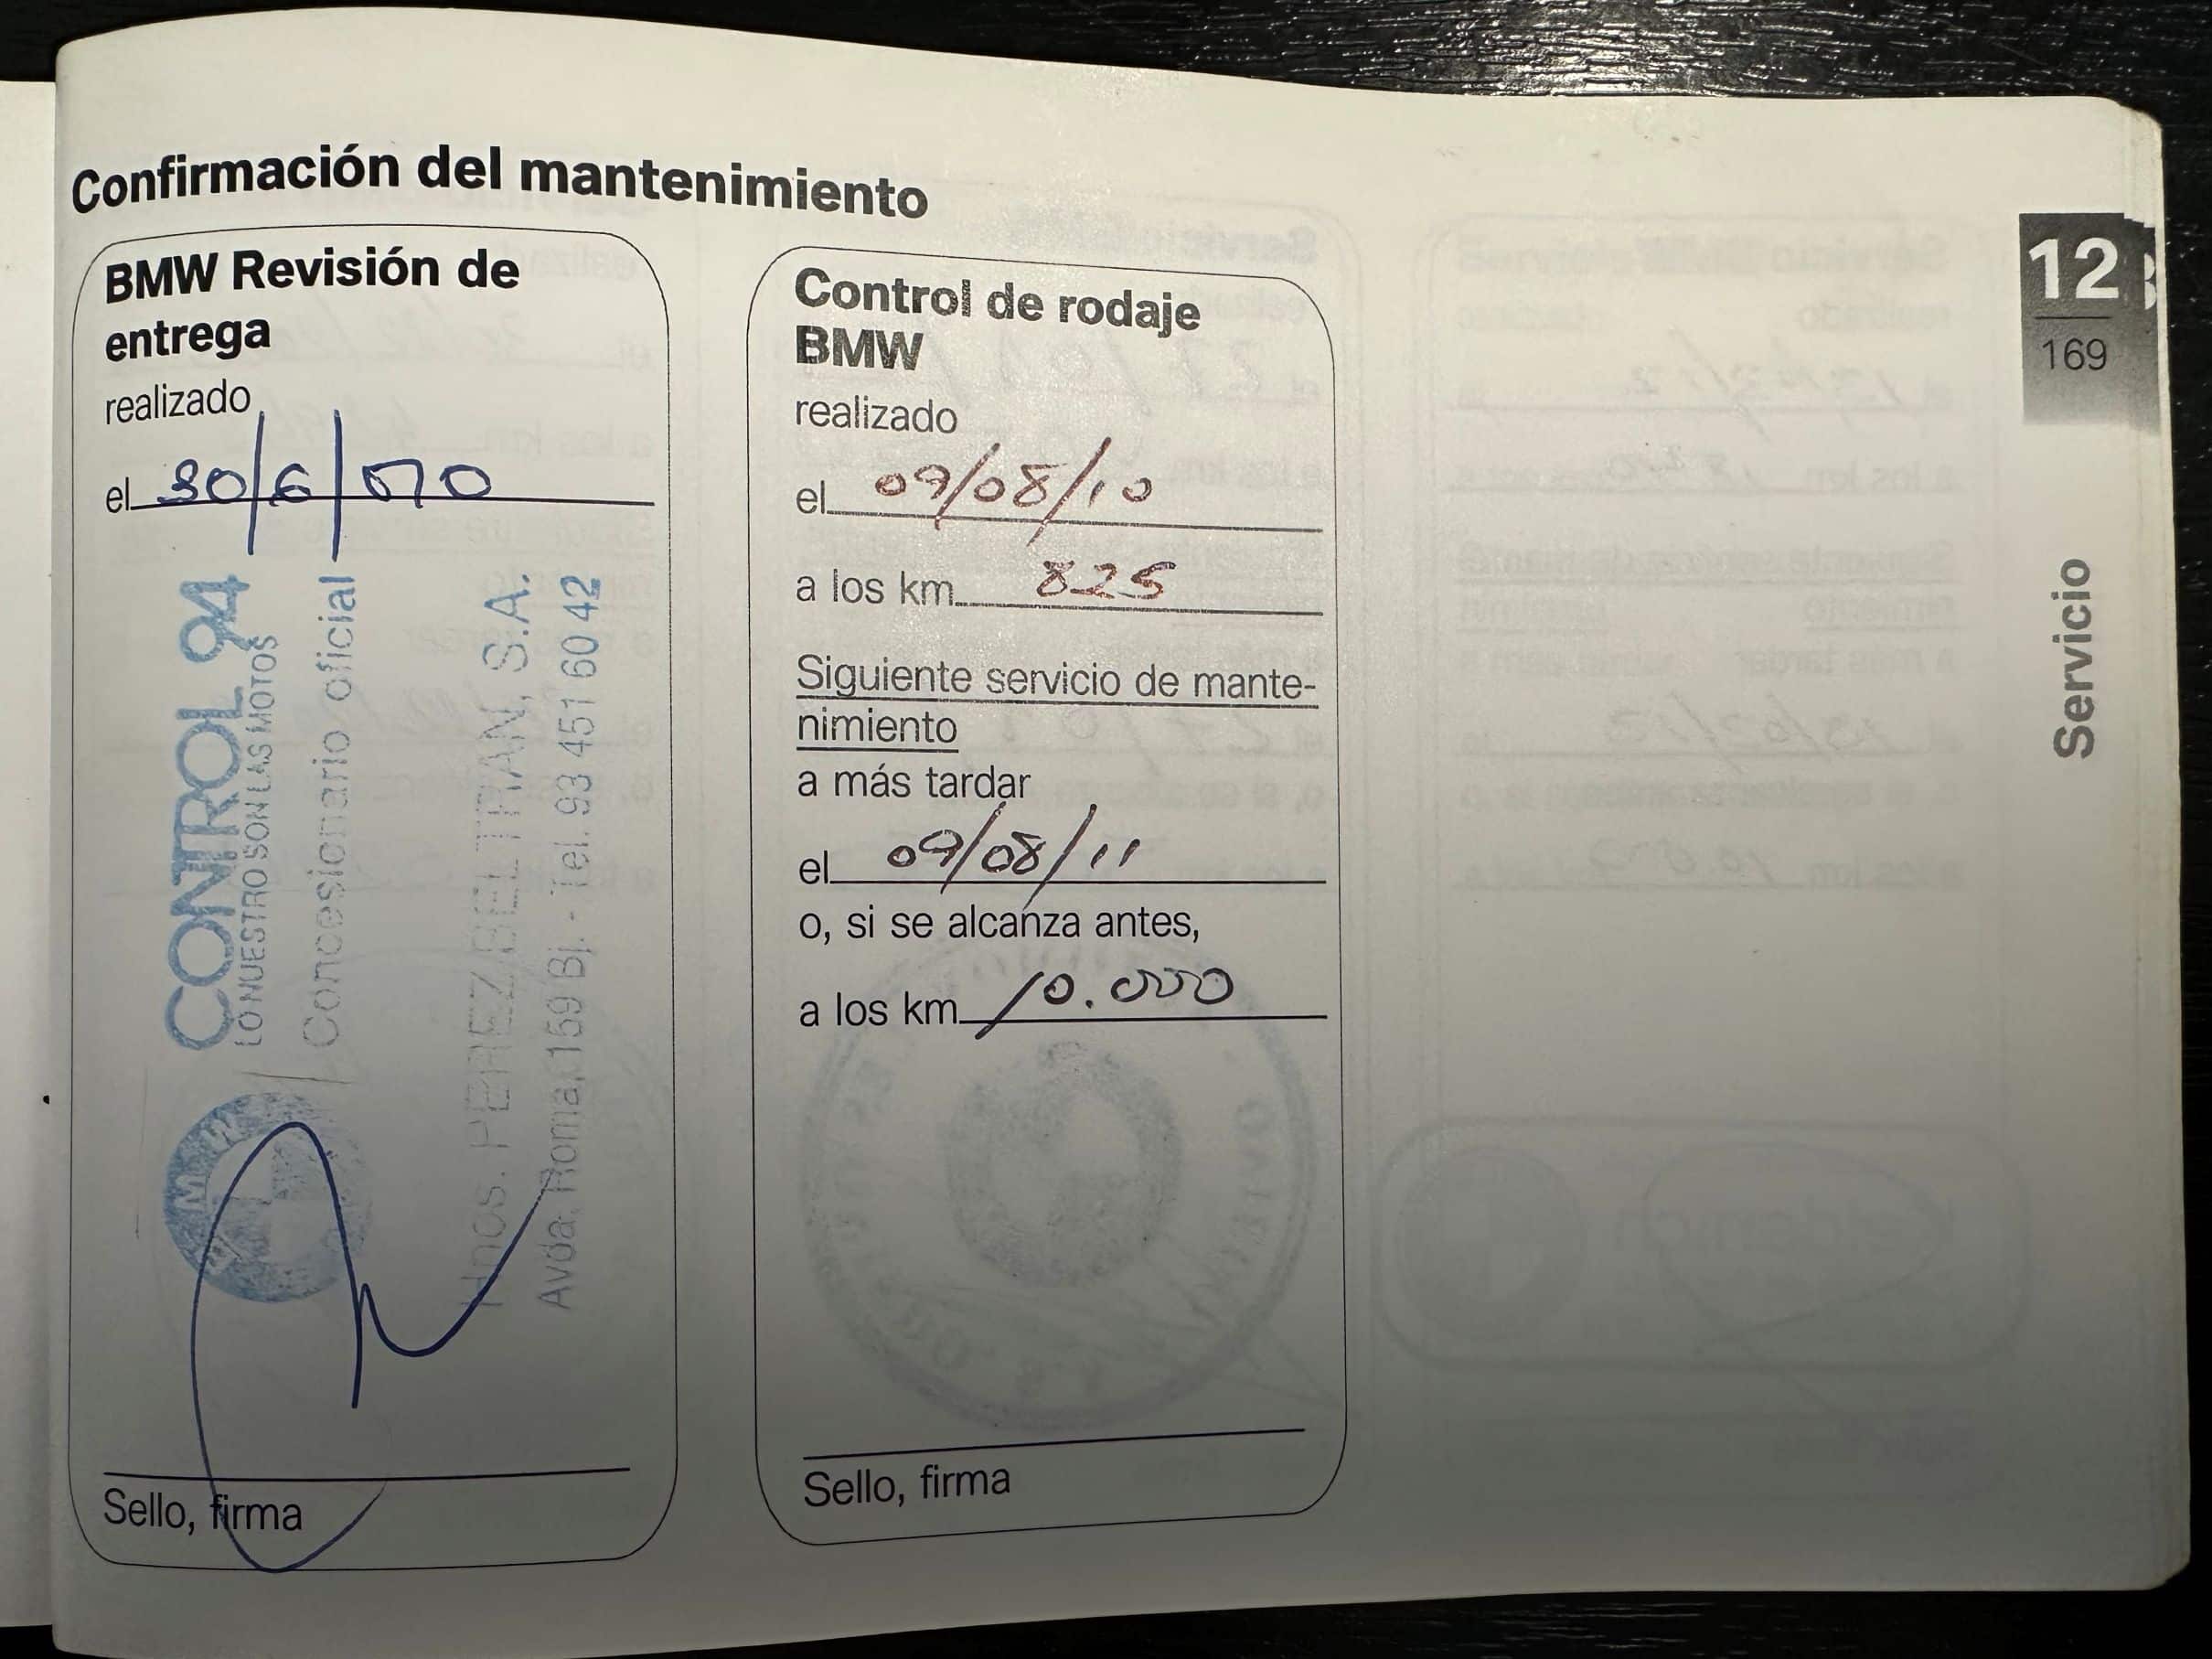 Confirmación del mantenimiento
BMW Revisión de
entrega
realizado
el 30/6/010
CONTROL 94
LO NUESTRO SON LAS MOTOS
Concesionario oficial
Hnos. PEREZ BELTRAN, S.A.
Avda. Roma, 159 Bj. - Tel. 93 451 60 42
BMW
Sello, firma
Control de rodaje
BMW
realizado
el 09/08/10
a los km 825
Siguiente servicio de mante-
nimiento
a más tardar
el 09/08/11
o, si se alcanza antes,
a los km 10.000
Sello, firma
12
169
Servicio